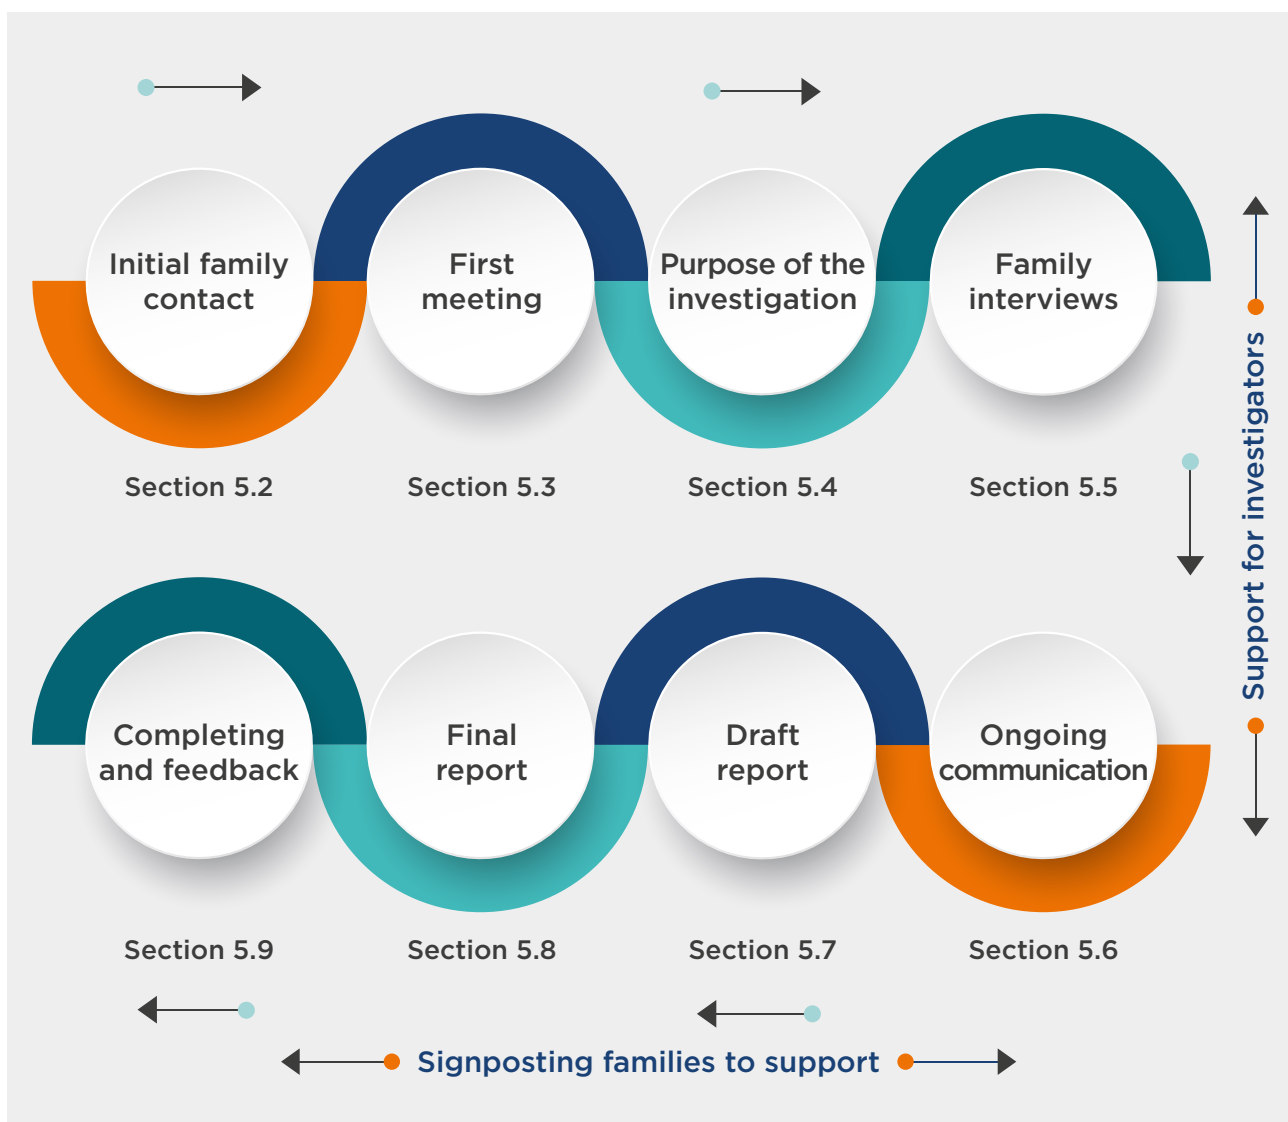 Initial family
contact
First
meeting
Purpose of the
investigation
Family
interviews
Section 5.2
Section 5.3
Section 5.4
Section 5.5
Support for investigators
Completing
and feedback
Final
report
Draft
report
Ongoing
communication
Section 5.9
Section 5.8
Section 5.7
Section 5.6
Signposting families to support